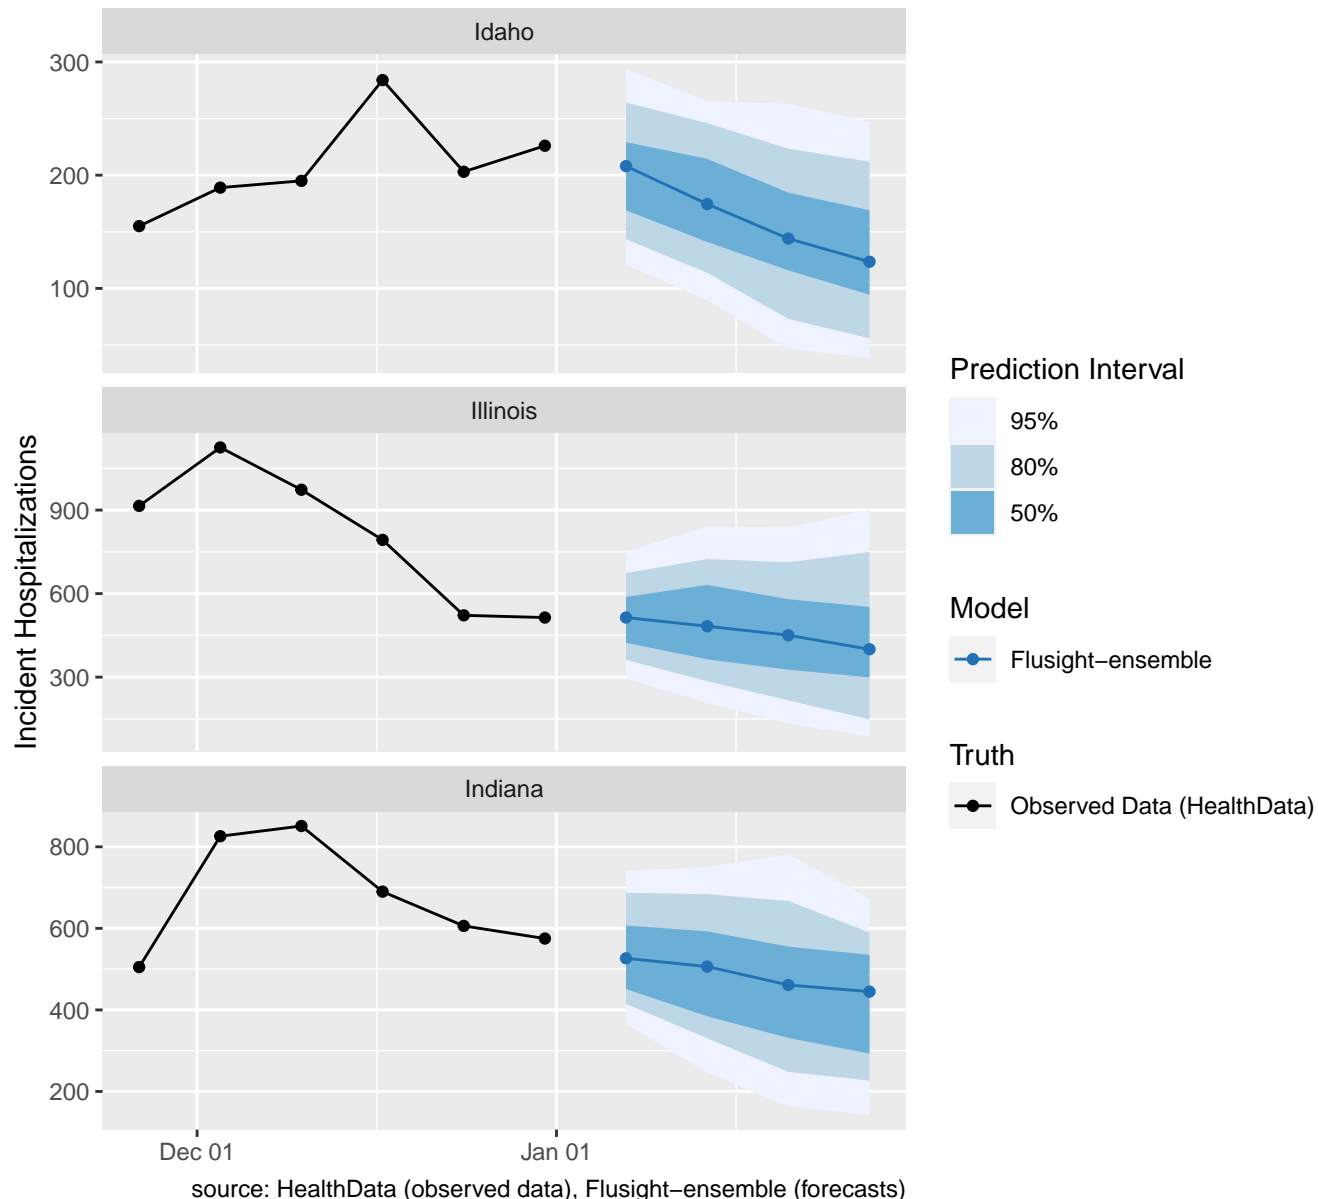 Idaho
300
200
100
Illinois
900
600
300
Indiana
800
600
400
200
Dec 01
Jan 01
Incident Hospitalizations
source: HealthData (observed data), Flusight−ensemble (forecasts)
Prediction Interval
95%
80%
50%
Model
Flusight−ensemble
Truth
Observed Data (HealthData)